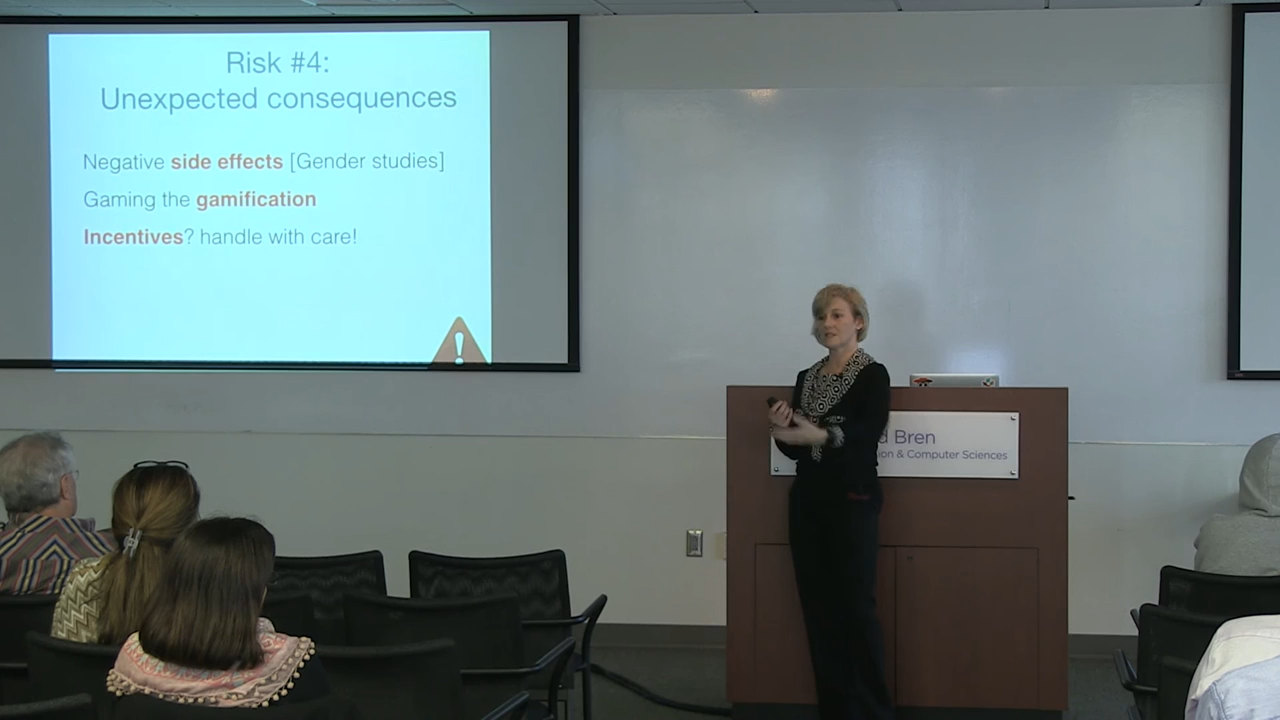 Risk #4:
Unexpected consequences
Negative side effects [Gender studies]
Gaming the gamification
Incentives? handle with care!
d Bren
on & Computer Sciences